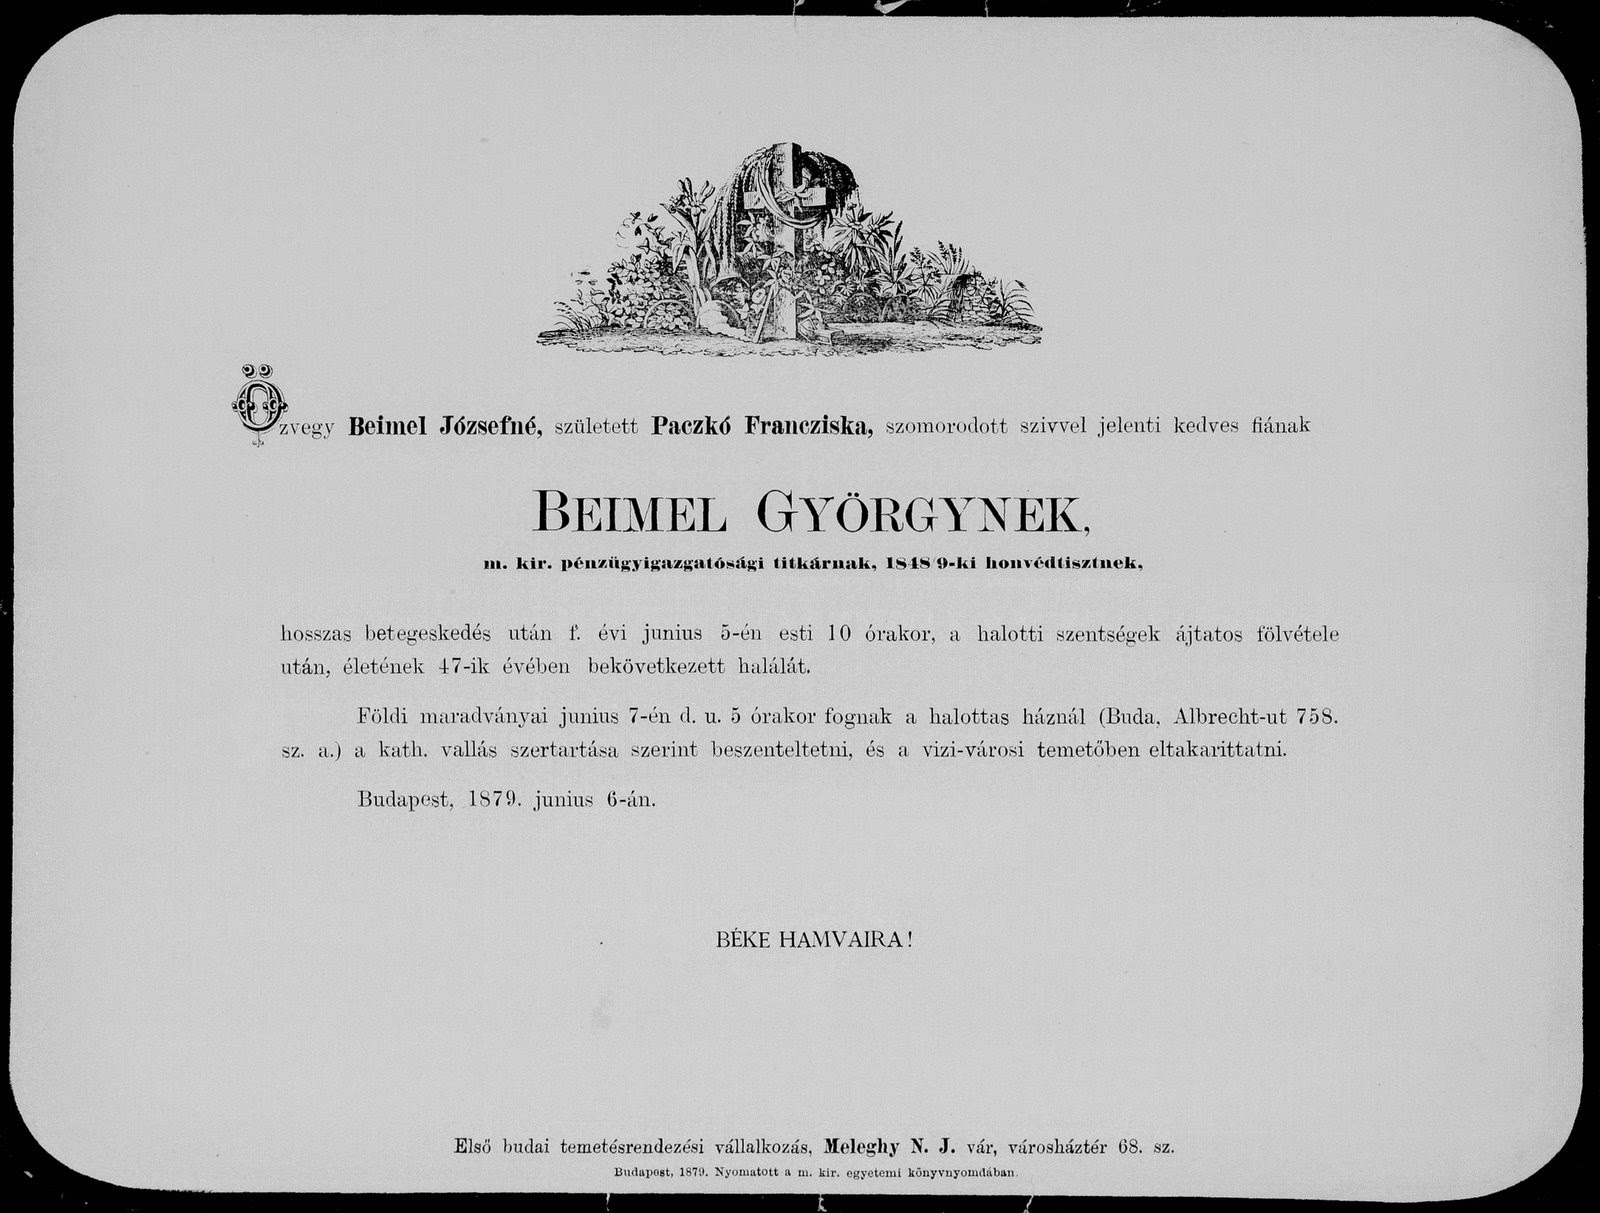 Özvegy Beimel Józsefné, született Paczkó Francziska, szomorodott szivvel jelenti kedves fiának
BEIMEL GYÖRGYNEK,
m. kir. pénzügyigazgatósági titkárnak, 1848/9-ki honvédtisztnek,
hosszas betegeskedés után f. évi junius 5-én esti 10 órakor, a halotti szentségek ájtatos fölvétele
után, életének 47-ik évében bekövetkezett halálát.
Földi maradványai junius 7-én d. u. 5 órakor fognak a halottas háznál (Buda, Albrecht-ut 758.
sz. a.) a kath. vallás szertartása szerint beszenteltetni, és a vizi-városi temetőben eltakarittatni.
Budapest, 1879. junius 6-án.
BÉKE HAMVAIRA!
Első budai temetésrendezési vállalkozás, Meleghy N. J. vár, városháztér 68. sz.
Budapest, 1879. Nyomatott a m. kir. egyetemi könyvnyomdában.